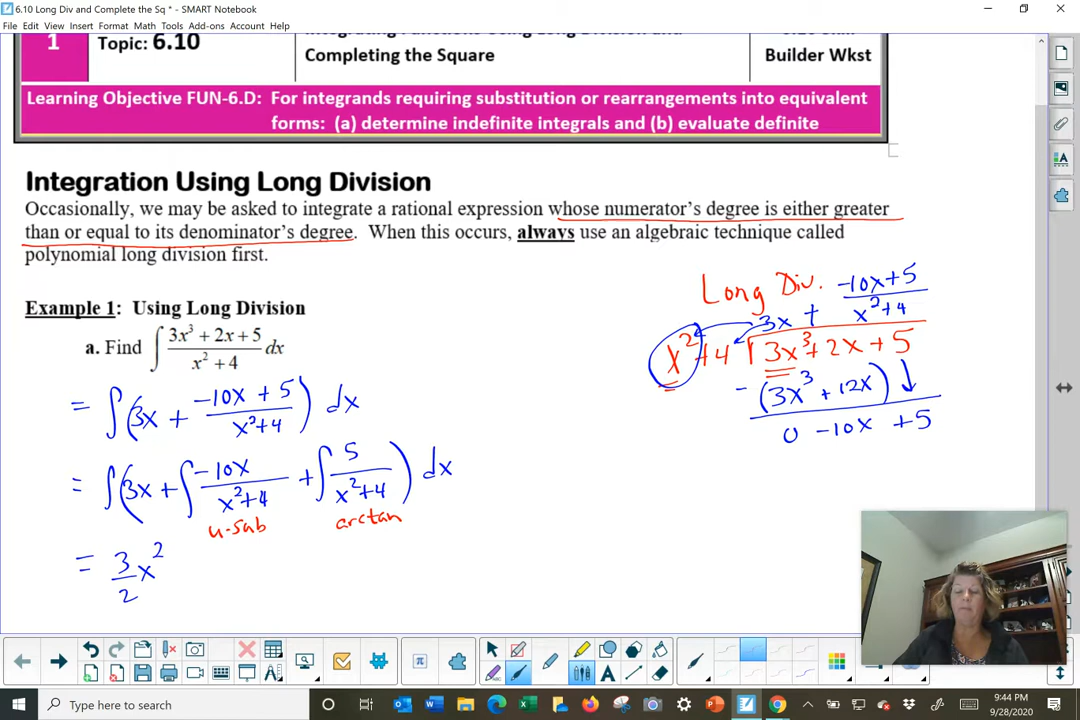 6.10 Long Div and Complete the Sq * - SMART Notebook
File Edit View Insert Format Math Tools Add-ons Account Help
1 Topic: 6.10
Completing the Square
Builder Wkst
Learning Objective FUN-6.D: For integrands requiring substitution or rearrangements into equivalent
forms: (a) determine indefinite integrals and (b) evaluate definite
Integration Using Long Division
Occasionally, we may be asked to integrate a rational expression whose numerator's degree is either greater
than or equal to its denominator's degree. When this occurs, always use an algebraic technique called
polynomial long division first.
Example 1: Using Long Division
a. Find ∫ (3x³ + 2x + 5)/(x² + 4) dx
= ∫(3x + (-10x + 5)/(x²+4)) dx
= ∫(3x + ∫ -10x/(x²+4) + ∫ 5/(x²+4)) dx
u-sub arctan
= 3/2 x²
Long Div.
3x + (-10x+5)/(x²+4)
x²+4 √3x³+2x+5
-(3x³+12x) ↓
0 -10x +5
Type here to search
9:44 PM
9/28/2020